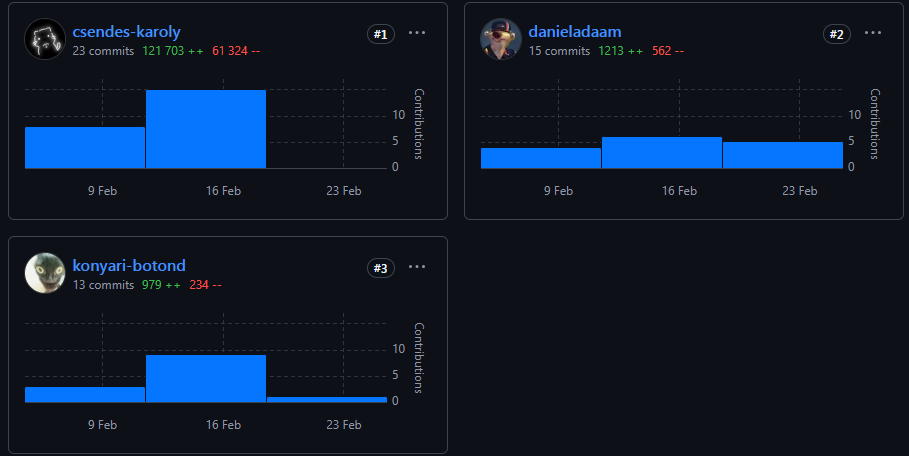 csendes-karoly
#1
23 commits 121 703 ++ 61 324 --
Contributions
10
5
0
9 Feb 16 Feb 23 Feb
danieladaam
#2
15 commits 1213 ++ 562 --
Contributions
10
5
0
9 Feb 16 Feb 23 Feb
konyari-botond
#3
13 commits 979 ++ 234 --
Contributions
10
5
0
9 Feb 16 Feb 23 Feb